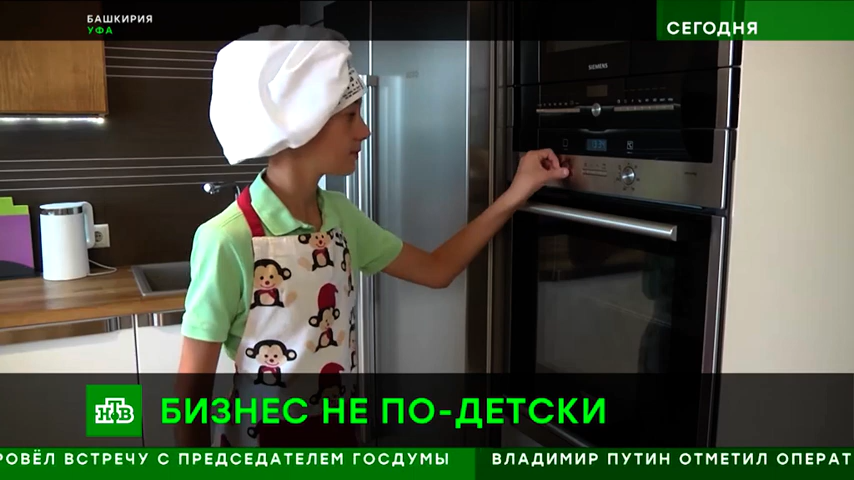 БАШКИРИЯ
УФА
СЕГОДНЯ
SIEMENS
НТВ
БИЗНЕС НЕ ПО-ДЕТСКИ
РОВЁЛ ВСТРЕЧУ С ПРЕДСЕДАТЕЛЕМ ГОСДУМЫ ВЛАДИМИР ПУТИН ОТМЕТИЛ ОПЕРАТ